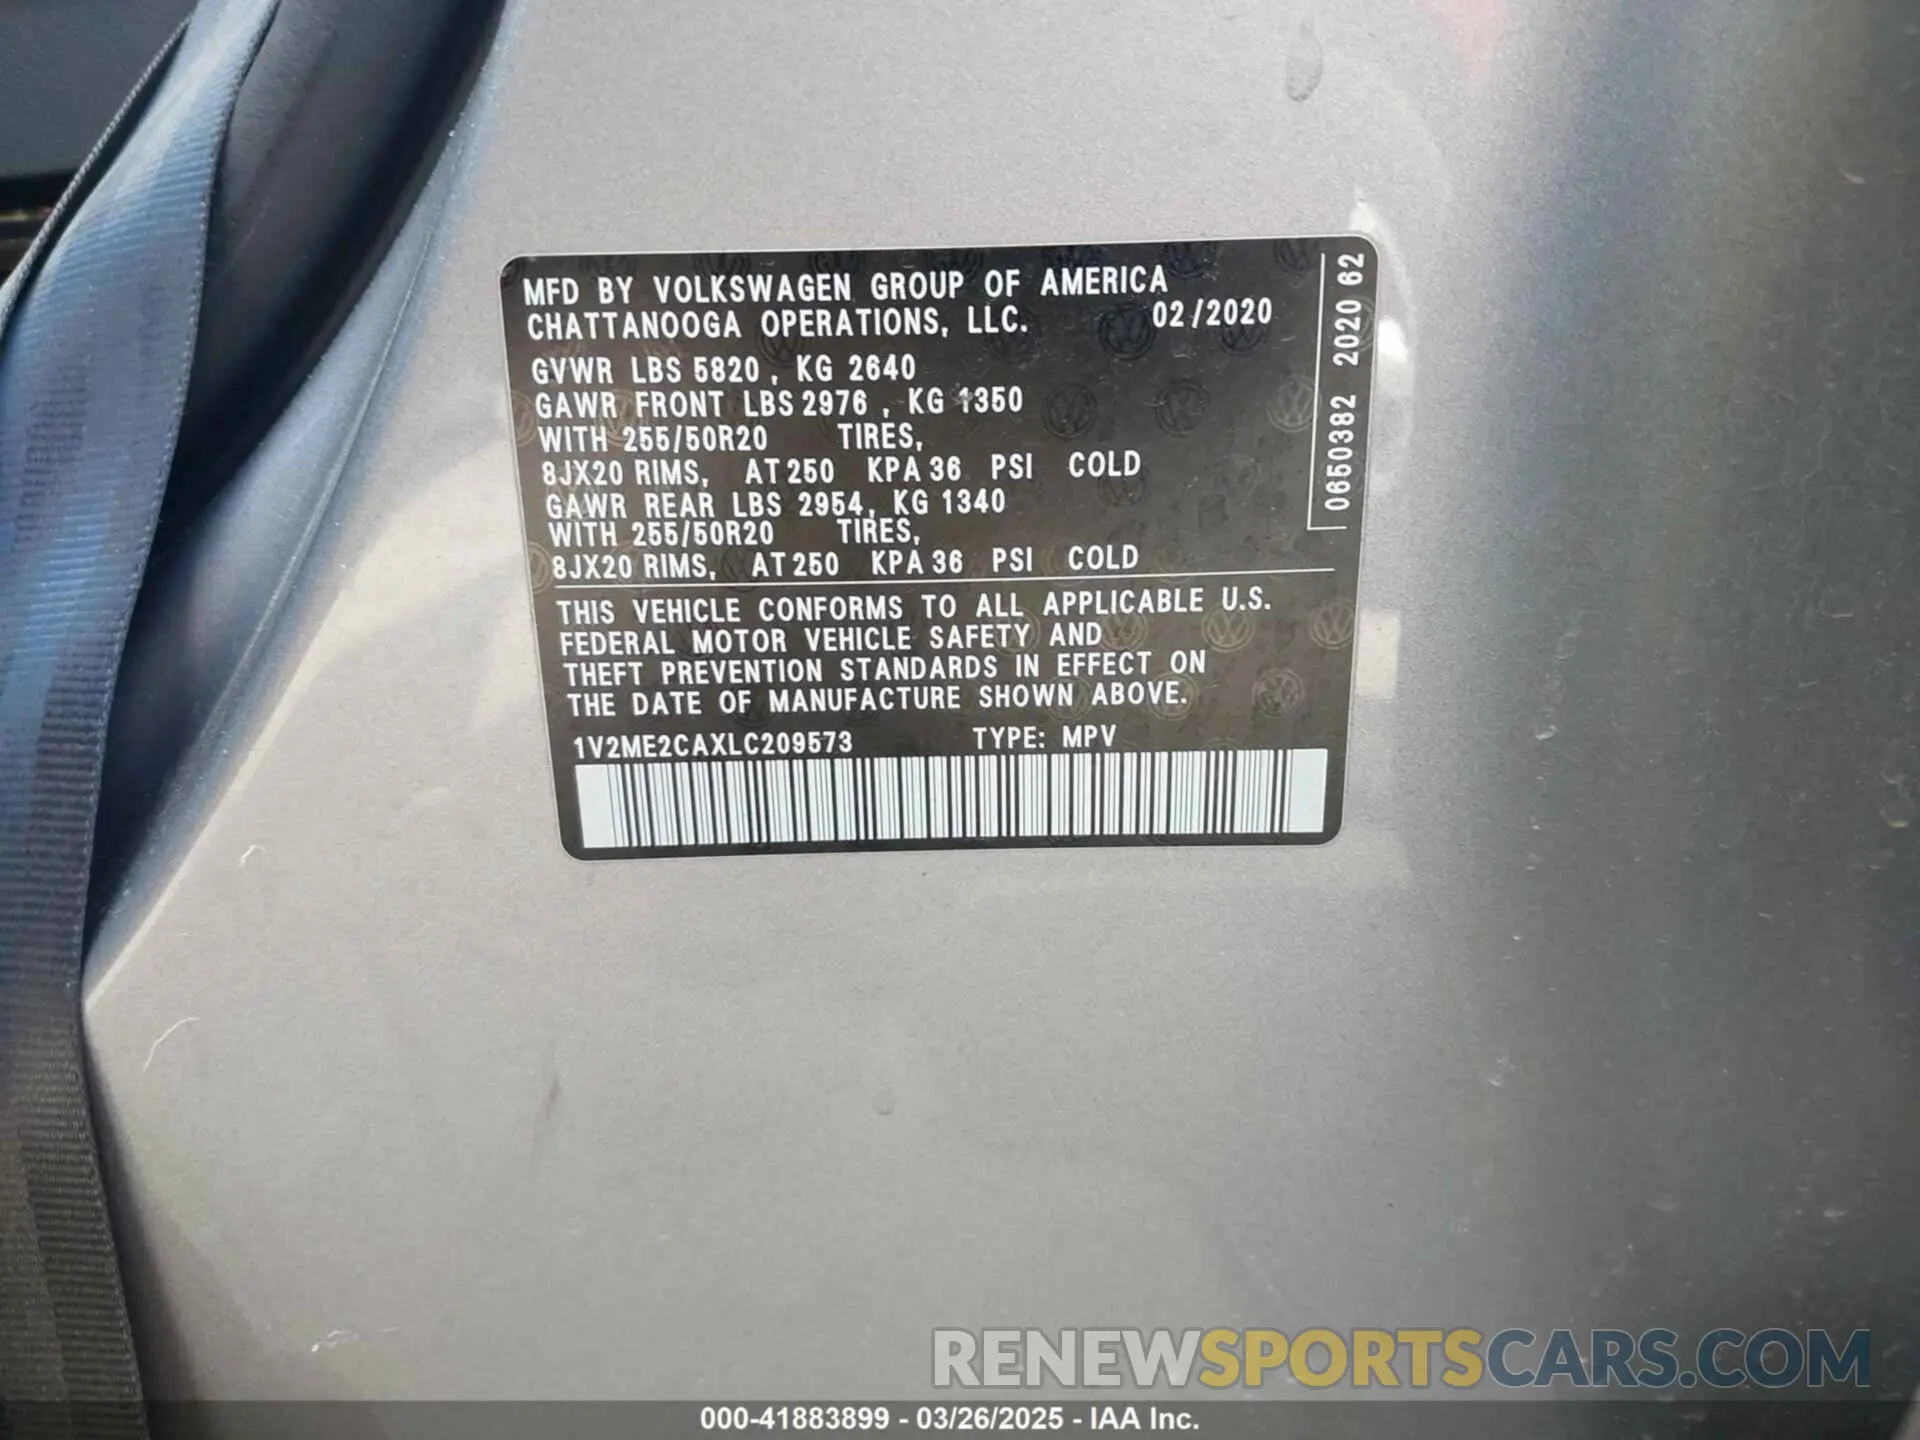 MFD BY VOLKSWAGEN GROUP OF AMERICA
CHATTANOOGA OPERATIONS, LLC. 02/2020
GVWR LBS 5820, KG 2640
GAWR FRONT LBS 2976, KG 1350
WITH 255/50R20 TIRES,
8JX20 RIMS, AT 250 KPA 36 PSI COLD
GAWR REAR LBS 2954, KG 1340
WITH 255/50R20 TIRES,
8JX20 RIMS, AT 250 KPA 36 PSI COLD
THIS VEHICLE CONFORMS TO ALL APPLICABLE U.S.
FEDERAL MOTOR VEHICLE SAFETY AND
THEFT PREVENTION STANDARDS IN EFFECT ON
THE DATE OF MANUFACTURE SHOWN ABOVE.
1V2ME2CAXLC209573 TYPE: MPV
0650382 2020 62
RENEWSPORTSCARS.COM
000-41883899 - 03/26/2025 - IAA Inc.